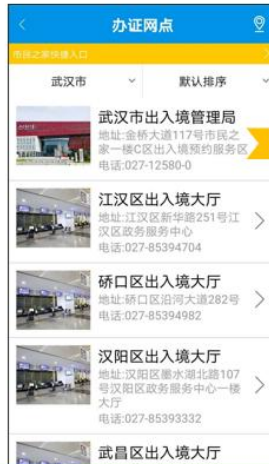 办证网点
市民之家快捷入口
武汉市 默认排序
武汉市出入境管理局
地址:金桥大道117号市民之
家一楼C区出入境预约服务区
电话:027-12580-0
江汉区出入境大厅
地址:江汉区新华路251号江
汉区政务服务中心
电话:027-85394704
硚口区出入境大厅
地址:硚口区沿河大道282号
电话:027-85394982
汉阳区出入境大厅
地址:汉阳区墨水湖北路107
号汉阳区政务服务中心一楼
大厅
电话:027-85393332
武昌区出入境大厅